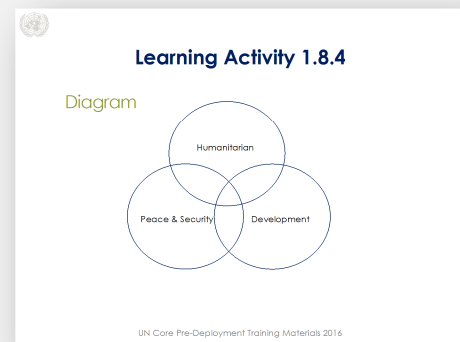 Learning Activity 1.8.4
Diagram
Humanitarian
Peace & Security
Development
UN Core Pre-Deployment Training Materials 2016